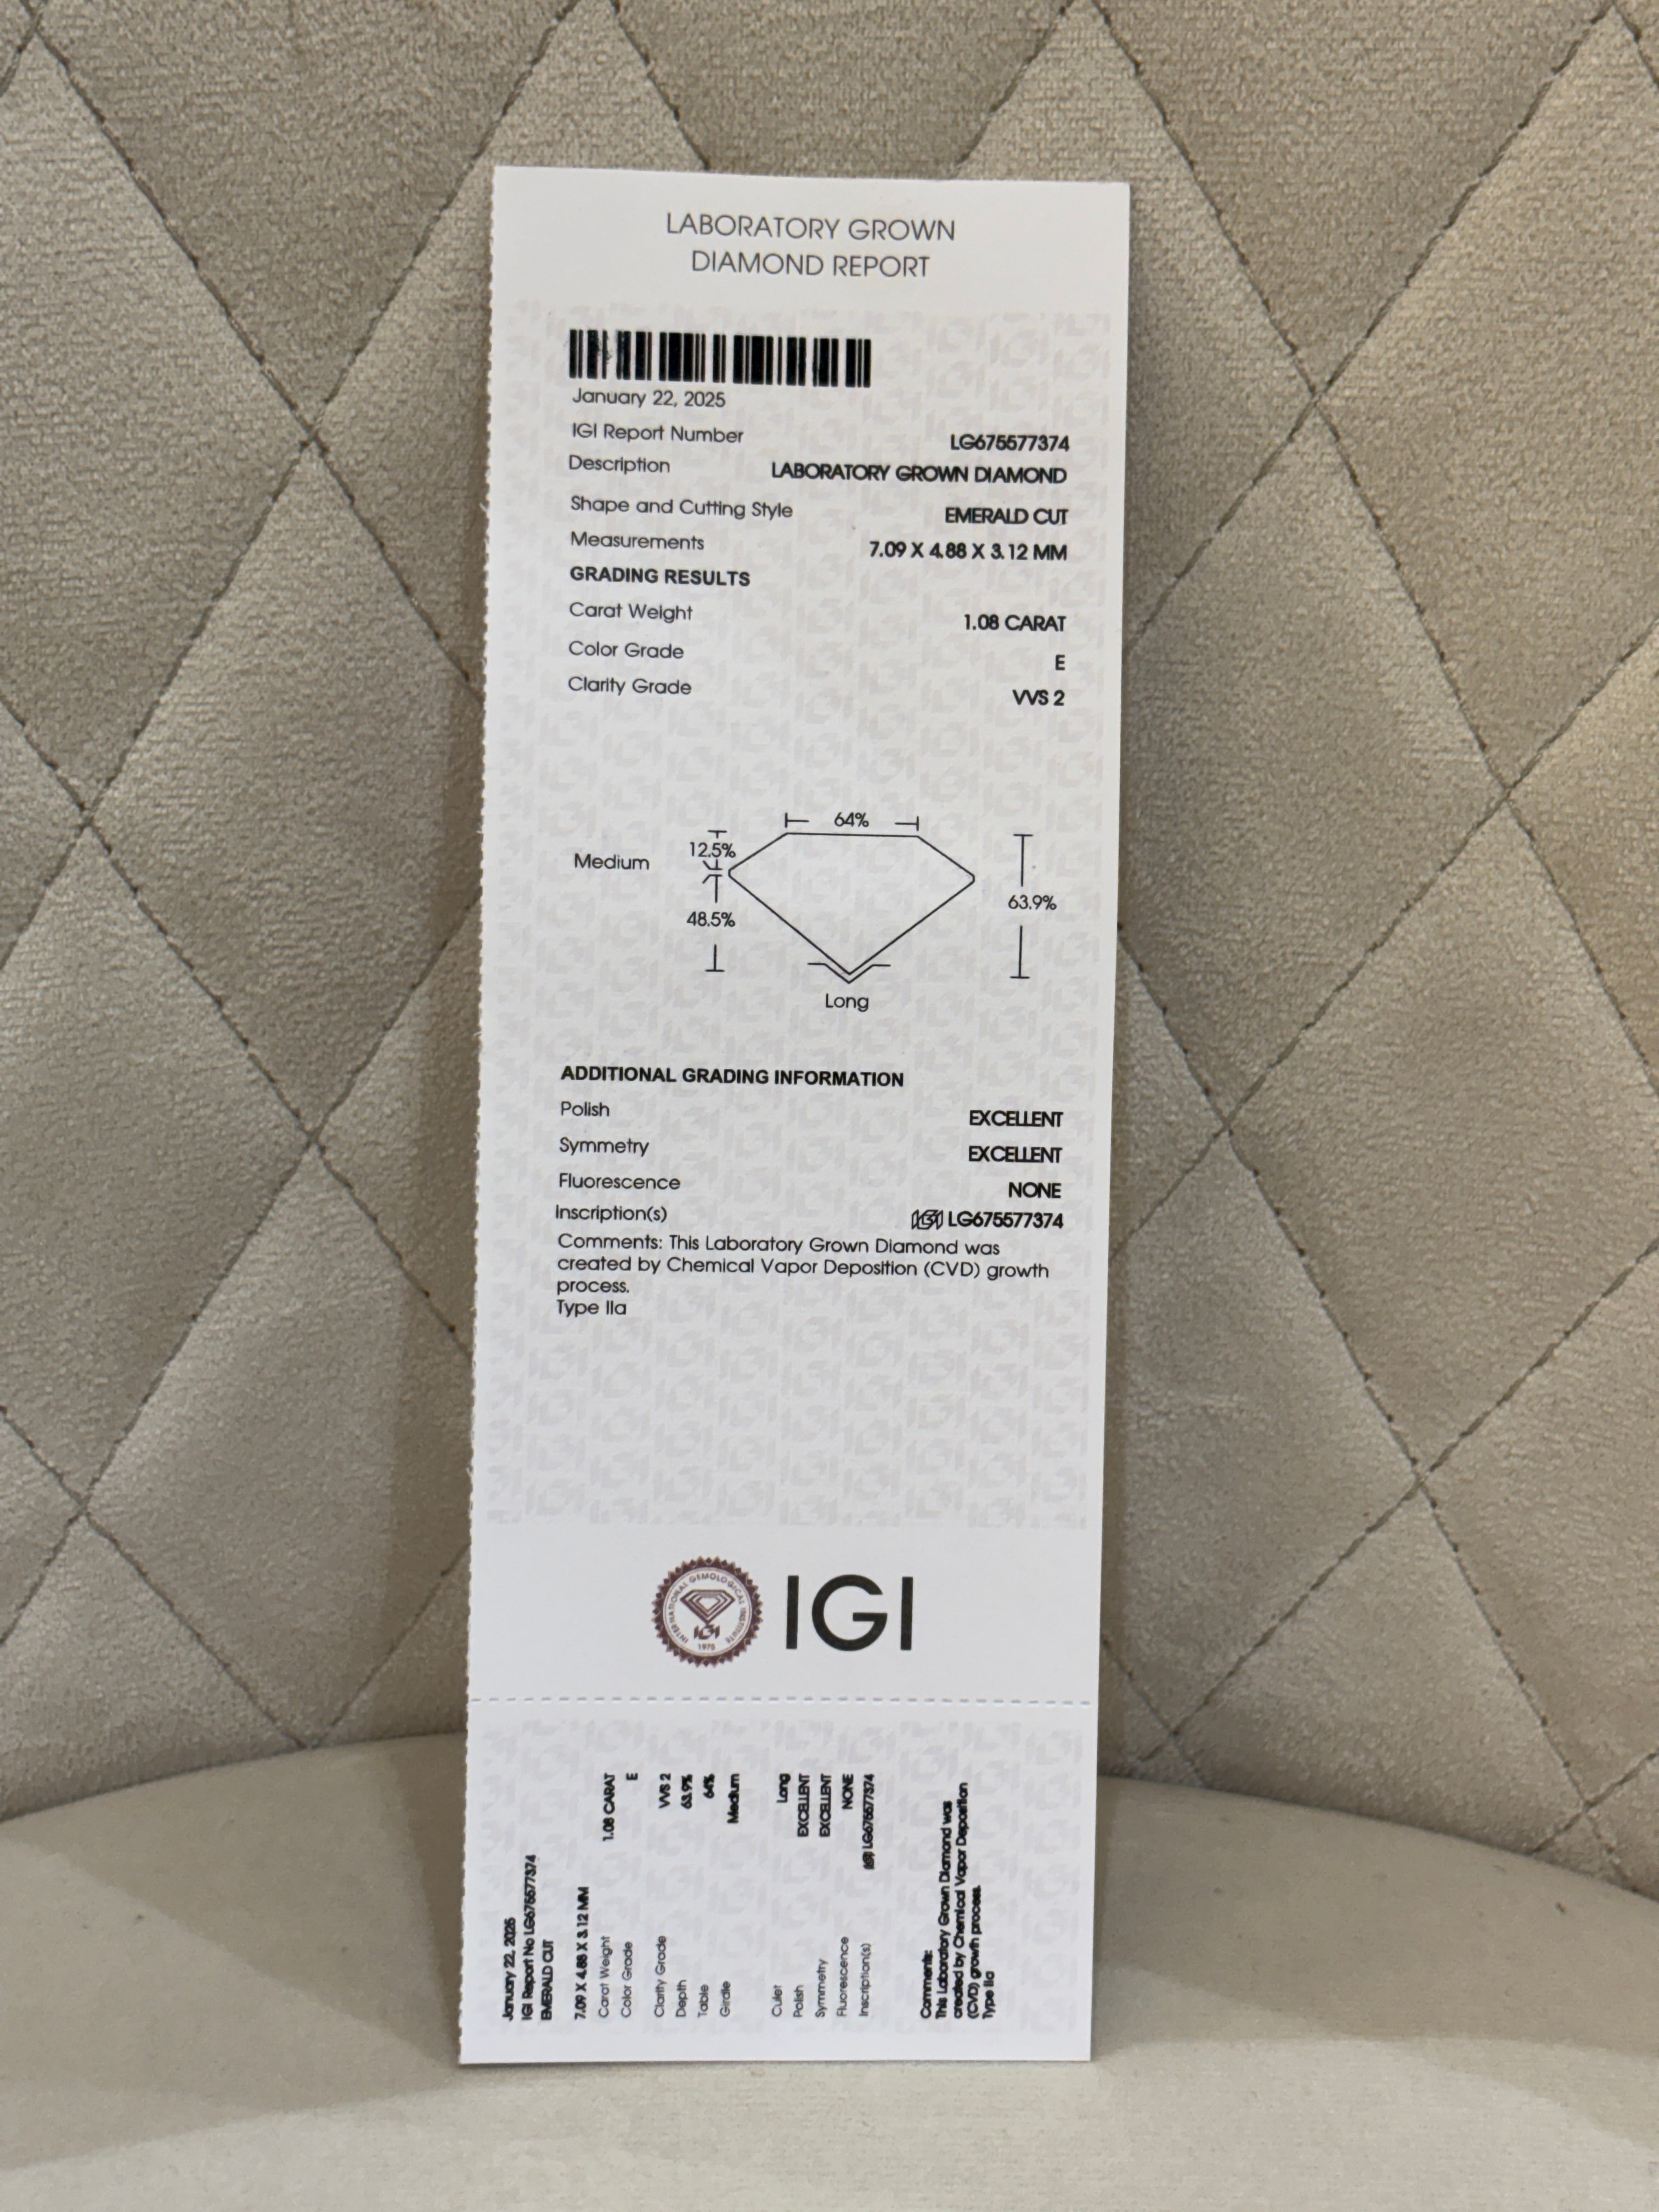 LABORATORY GROWN
DIAMOND REPORT
January 22, 2025
IGI Report Number LG675577374
Description LABORATORY GROWN DIAMOND
Shape and Cutting Style EMERALD CUT
Measurements 7.09 X 4.88 X 3.12 MM
GRADING RESULTS
Carat Weight 1.08 CARAT
Color Grade E
Clarity Grade VVS 2
64%
12.5%
Medium
63.9%
48.5%
Long
ADDITIONAL GRADING INFORMATION
Polish EXCELLENT
Symmetry EXCELLENT
Fluorescence NONE
Inscription(s) IGI LG675577374
Comments: This Laboratory Grown Diamond was
created by Chemical Vapor Deposition (CVD) growth
process.
Type IIa
INTERNATIONAL GEMOLOGICAL INSTITUTE
IGI
1975
IGI
January 22, 2025
IGI Report No LG675577374
EMERALD CUT
7.09 X 4.88 X 3.12 MM
Carat Weight 1.08 CARAT
Color Grade E
Clarity Grade VVS 2
Depth 63.9%
Table 64%
Girdle Medium
Culet Long
Polish EXCELLENT
Symmetry EXCELLENT
Fluorescence NONE
Inscription(s) IGI LG675577374
Comments:
This Laboratory Grown Diamond was
created by Chemical Vapor Deposition
(CVD) growth process.
Type IIa